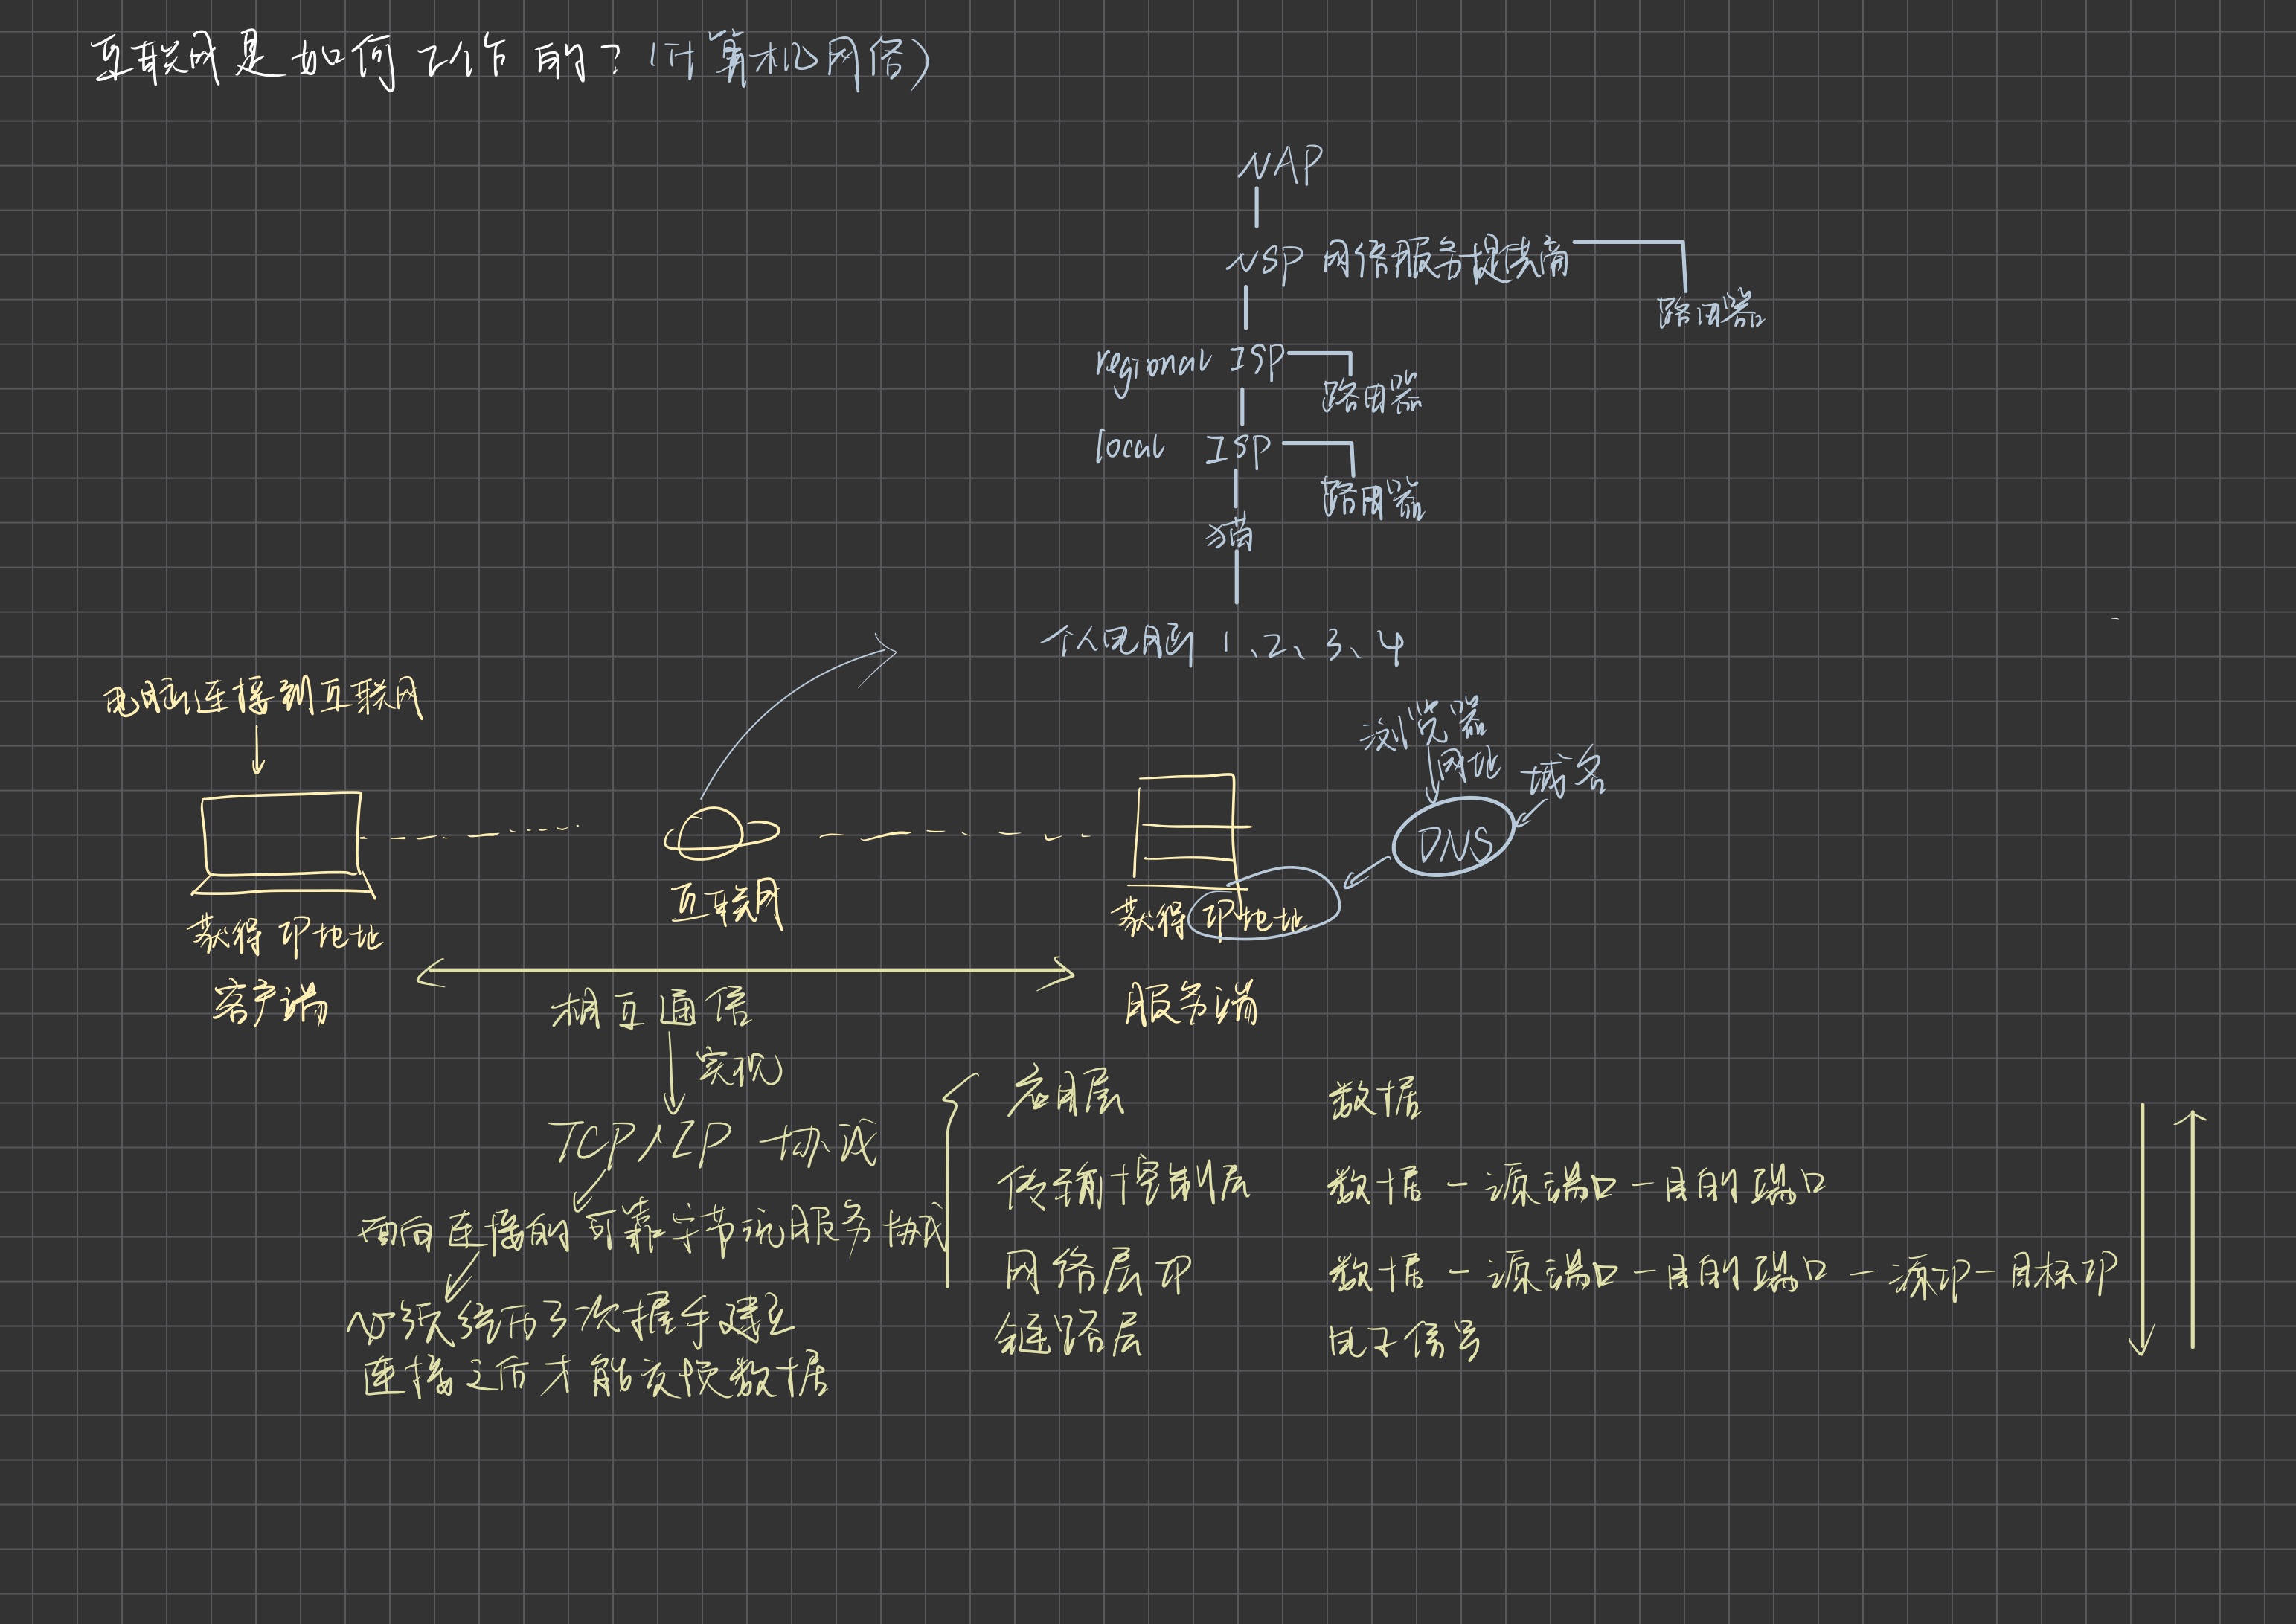 互联网是如何工作的？(计算机网络)
NAP
NSP 网络服务提供商
路由器
regional ISP
路由器
local ISP
路由器
猫
个人电脑 1、2、3、4
电脑连接到互联网
浏览器
网址
域名
DNS
互联网
获得IP地址
获得IP地址
客户端
服务端
相互通信
实现
TCP/IP 协议
面向连接的可靠字节流服务协议
必须经历3次握手建立
连接之后才能交换数据
应用层 数据
传输控制层 数据-源端口-目的端口
网络层IP 数据-源端口-目的端口-源IP-目标IP
链路层 电子信号